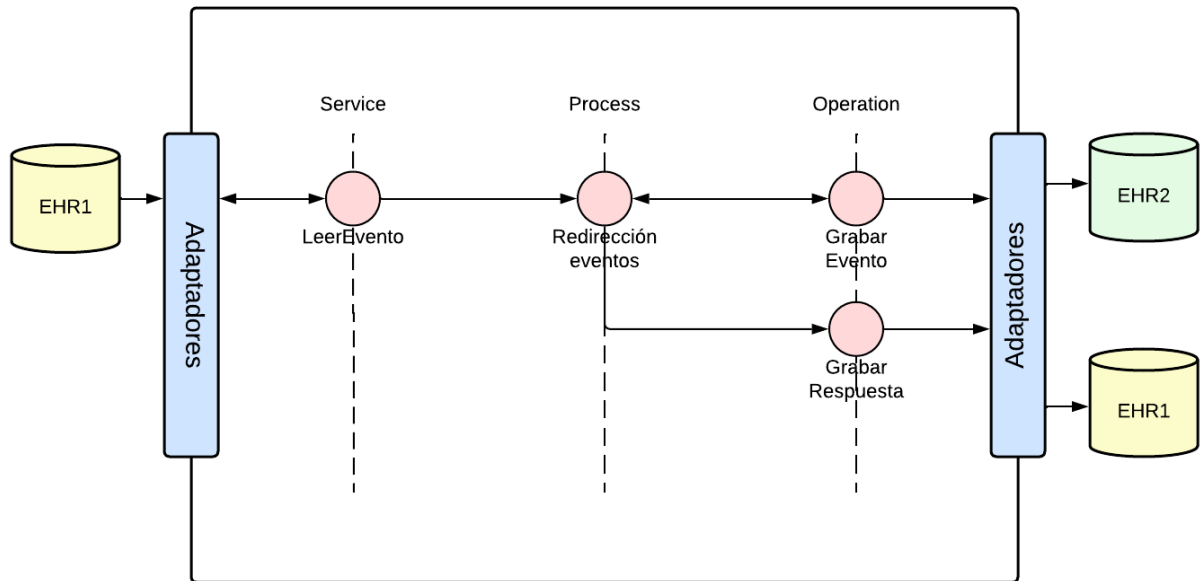 Service
Process
Operation
EHR1
Adaptadores
LeerEvento
Redirección
eventos
Grabar
Evento
Grabar
Respuesta
Adaptadores
EHR2
EHR1